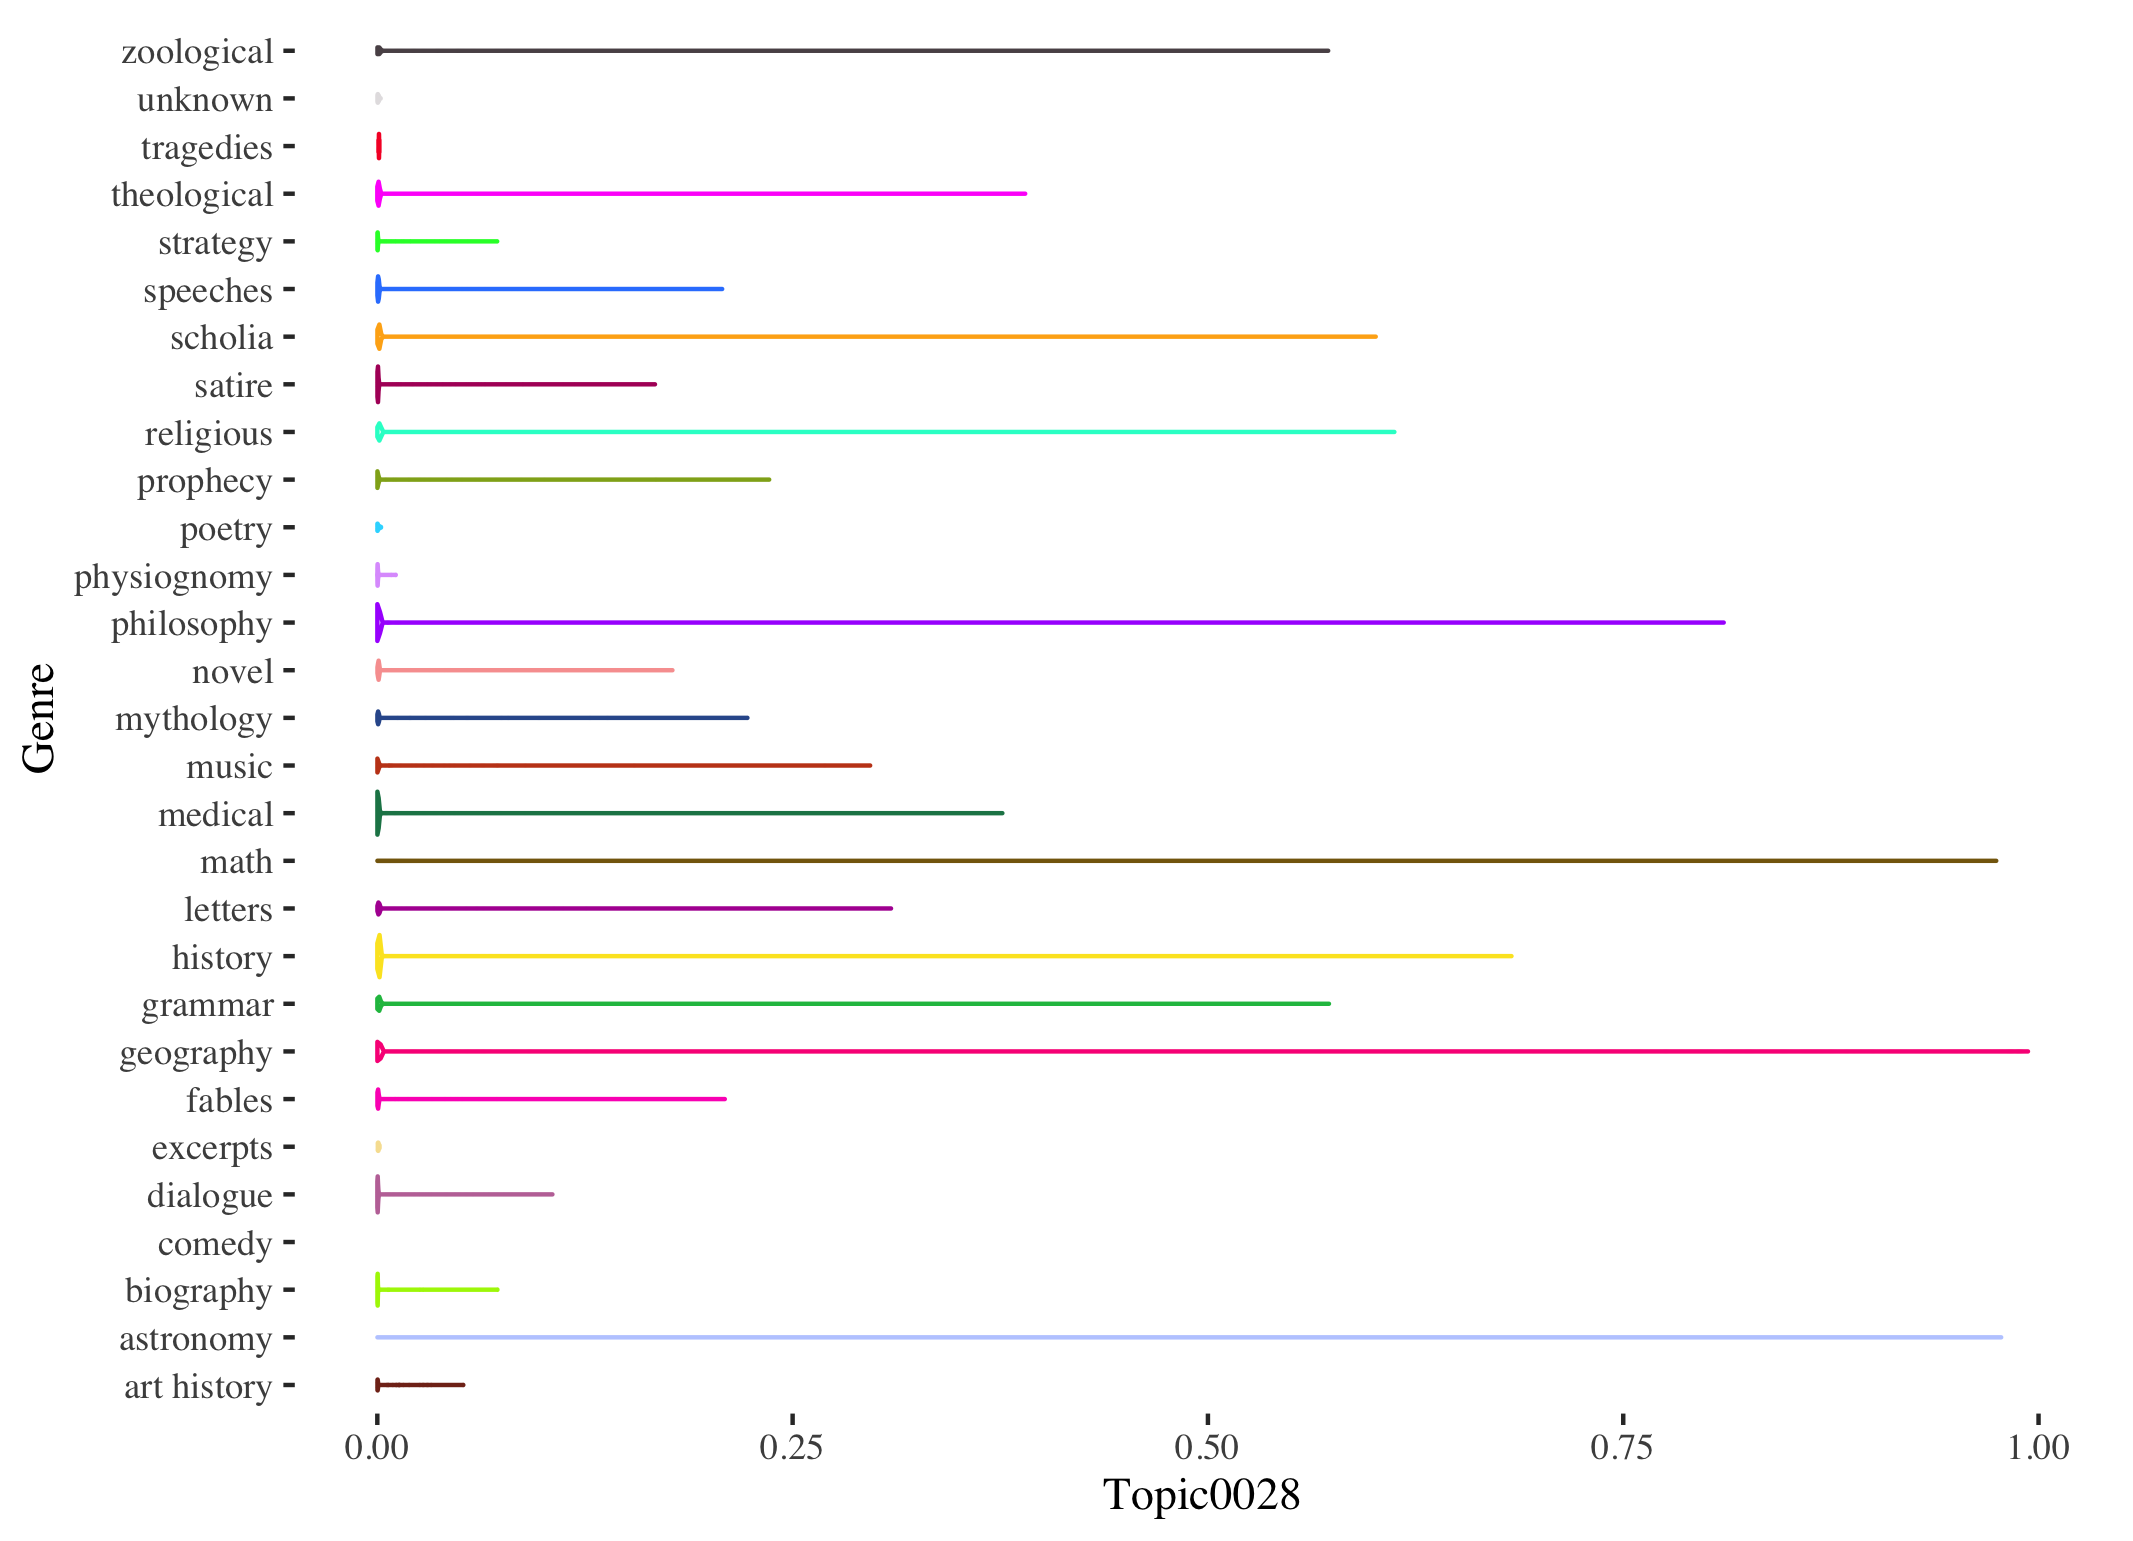 zoological
unknown
tragedies
theological
strategy
speeches
scholia
satire
religious
prophecy
poetry
physiognomy
philosophy
novel
mythology
music
medical
math
letters
history
grammar
geography
fables
excerpts
dialogue
comedy
biography
astronomy
art history
Genre
0.00 0.25 0.50 0.75 1.00
Topic0028